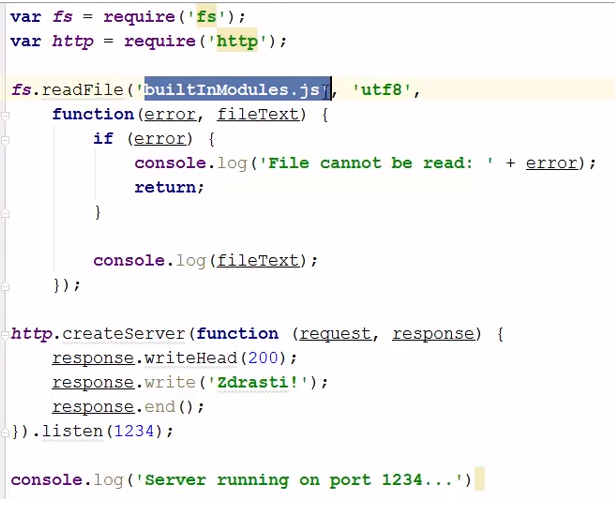 var fs = require('fs');
var http = require('http');
fs.readFile('builtInModules.js', 'utf8',
function(error, fileText) {
if (error) {
console.log('File cannot be read: ' + error);
return;
}
console.log(fileText);
});
http.createServer(function (request, response) {
response.writeHead(200);
response.write('Zdrasti!');
response.end();
}).listen(1234);
console.log('Server running on port 1234...')